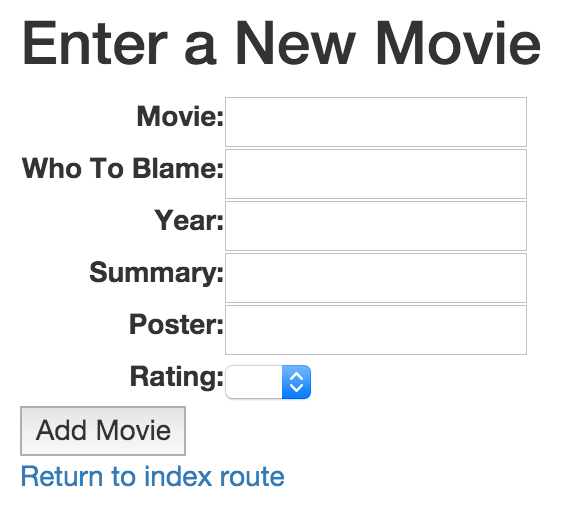 Enter a New Movie
Movie:
Who To Blame:
Year:
Summary:
Poster:
Rating:
Add Movie
Return to index route